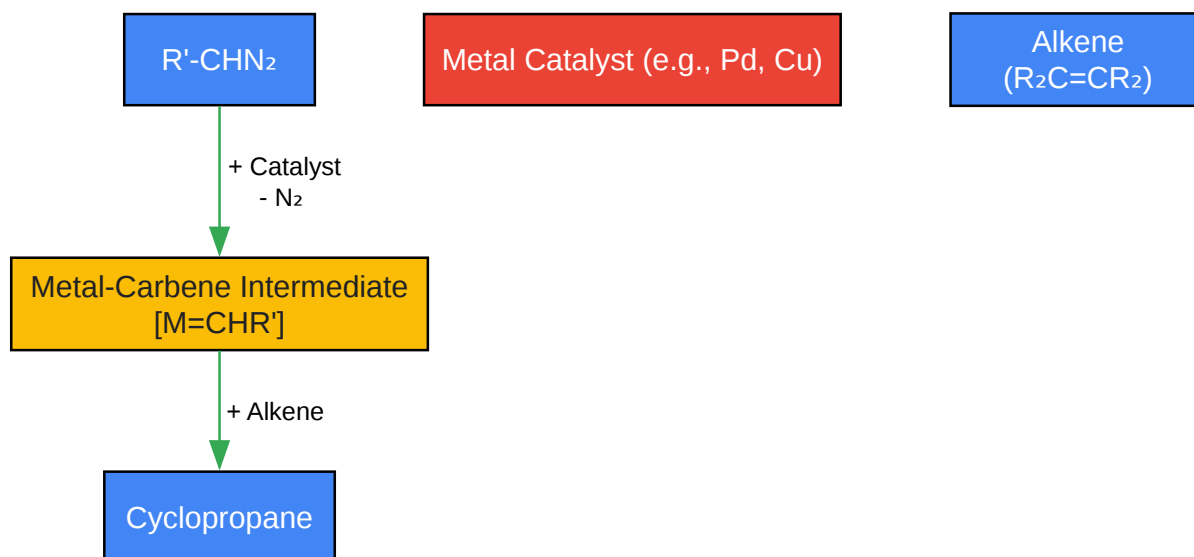 R'-CHN₂
Metal Catalyst (e.g., Pd, Cu)
Alkene
(R₂C=CR₂)
+ Catalyst
- N₂
Metal-Carbene Intermediate
[M=CHR']
+ Alkene
Cyclopropane